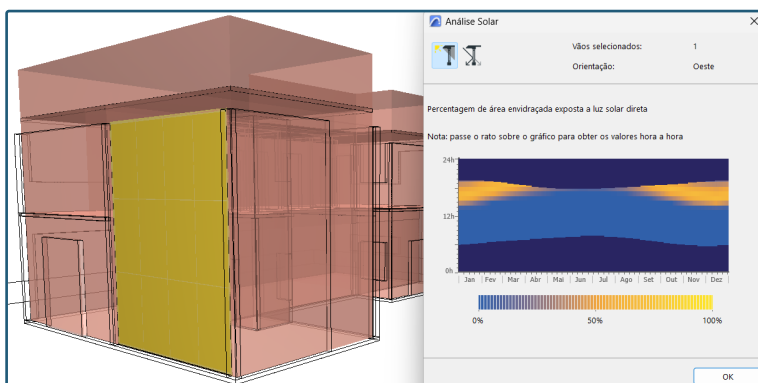 Análise Solar
Vãos selecionados: 1
Orientação: Oeste
Percentagem de área envidraçada exposta a luz solar direta
Nota: passe o rato sobre o gráfico para obter os valores hora a hora
24h
12h
0h
Jan Fev Mar Abr Mai Jun Jul Ago Set Out Nov Dez
0% 50% 100%
OK